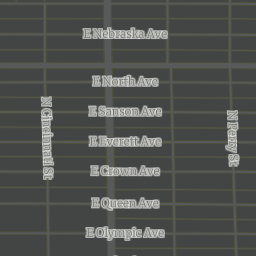 E Nebraska Ave
E North Ave
E Sanson Ave
N Cincinnati St
N Perry St
E Everett Ave
E Crown Ave
E Queen Ave
E Olympic Ave